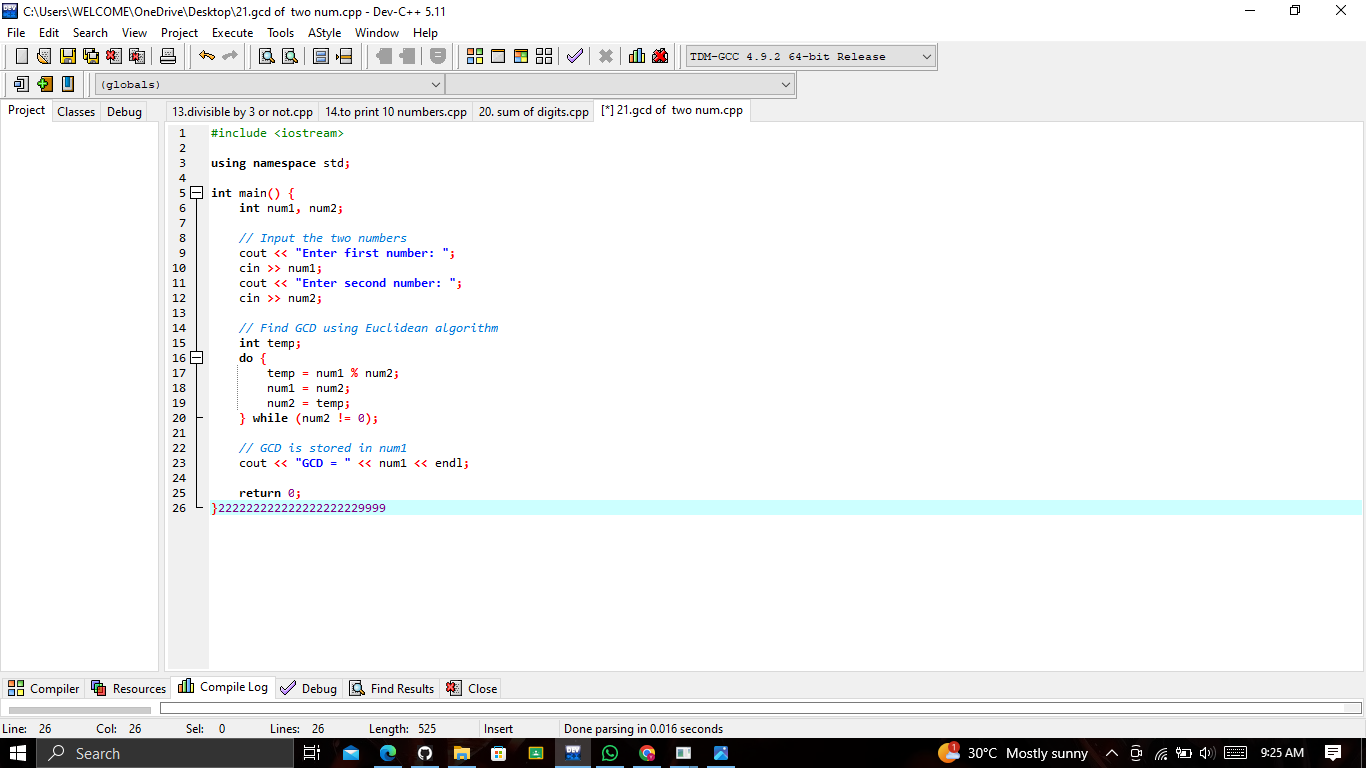 C:\Users\WELCOME\OneDrive\Desktop\21.gcd of  two num.cpp - Dev-C++ 5.11
File Edit Search View Project Execute Tools AStyle Window Help
TDM-GCC 4.9.2 64-bit Release
(globals)
Project Classes Debug 13.divisible by 3 or not.cpp 14.to print 10 numbers.cpp 20. sum of digits.cpp [*] 21.gcd of  two num.cpp
1 #include <iostream>
2
3 using namespace std;
4
5 int main() {
6     int num1, num2;
7
8     // Input the two numbers
9     cout << "Enter first number: ";
10     cin >> num1;
11     cout << "Enter second number: ";
12     cin >> num2;
13
14     // Find GCD using Euclidean algorithm
15     int temp;
16     do {
17         temp = num1 % num2;
18         num1 = num2;
19         num2 = temp;
20     } while (num2 != 0);
21
22     // GCD is stored in num1
23     cout << "GCD = " << num1 << endl;
24
25     return 0;
26 }222222222222222222229999
Compiler Resources Compile Log Debug Find Results Close
Line: 26 Col: 26 Sel: 0 Lines: 26 Length: 525 Insert Done parsing in 0.016 seconds
Search DEV 1 30°C Mostly sunny 9:25 AM